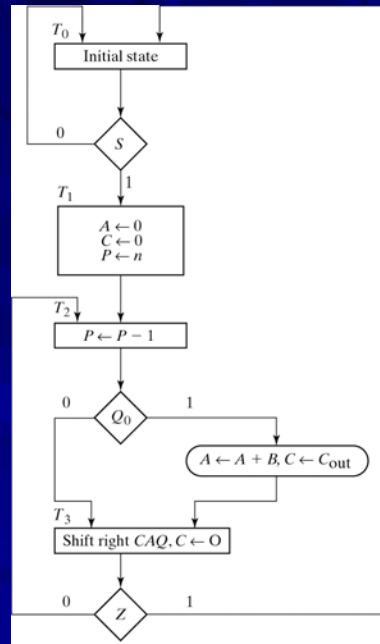 T₀
Initial state
0
S
1
T₁
A ← 0
C ← 0
P ← n
T₂
P ← P − 1
0
Q₀
1
A ← A + B, C ← Cout
T₃
Shift right CAQ, C ← O
0
Z
1